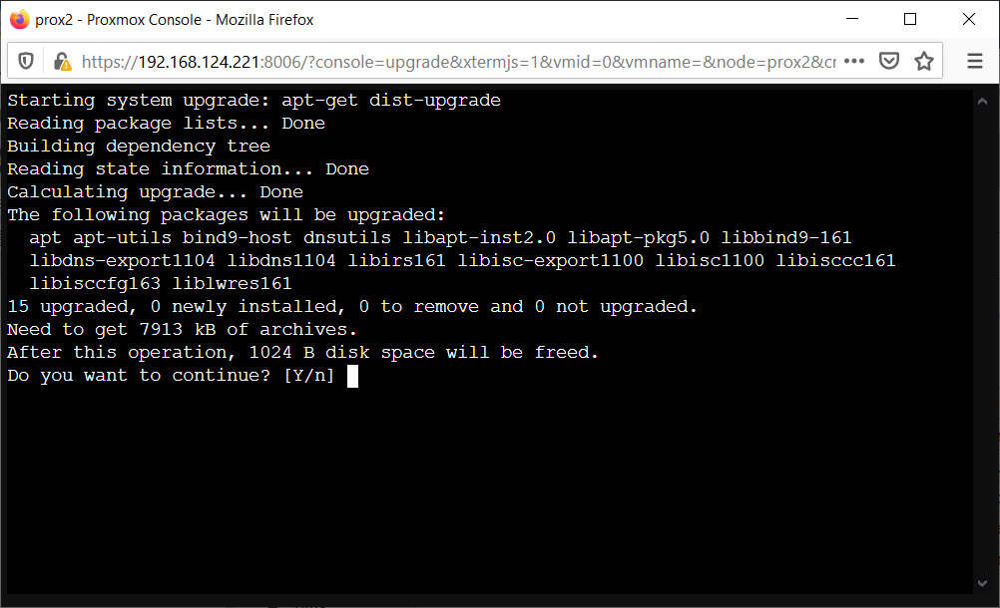 prox2 - Proxmox Console - Mozilla Firefox
https://192.168.124.221:8006/?console=upgrade&xtermjs=1&vmid=0&vmname=&node=prox2&cr
Starting system upgrade: apt-get dist-upgrade
Reading package lists... Done
Building dependency tree
Reading state information... Done
Calculating upgrade... Done
The following packages will be upgraded:
  apt apt-utils bind9-host dnsutils libapt-inst2.0 libapt-pkg5.0 libbind9-161
  libdns-export1104 libdns1104 libirs161 libisc-export1100 libisc1100 libisccc161
  libisccfg163 liblwres161
15 upgraded, 0 newly installed, 0 to remove and 0 not upgraded.
Need to get 7913 kB of archives.
After this operation, 1024 B disk space will be freed.
Do you want to continue? [Y/n]